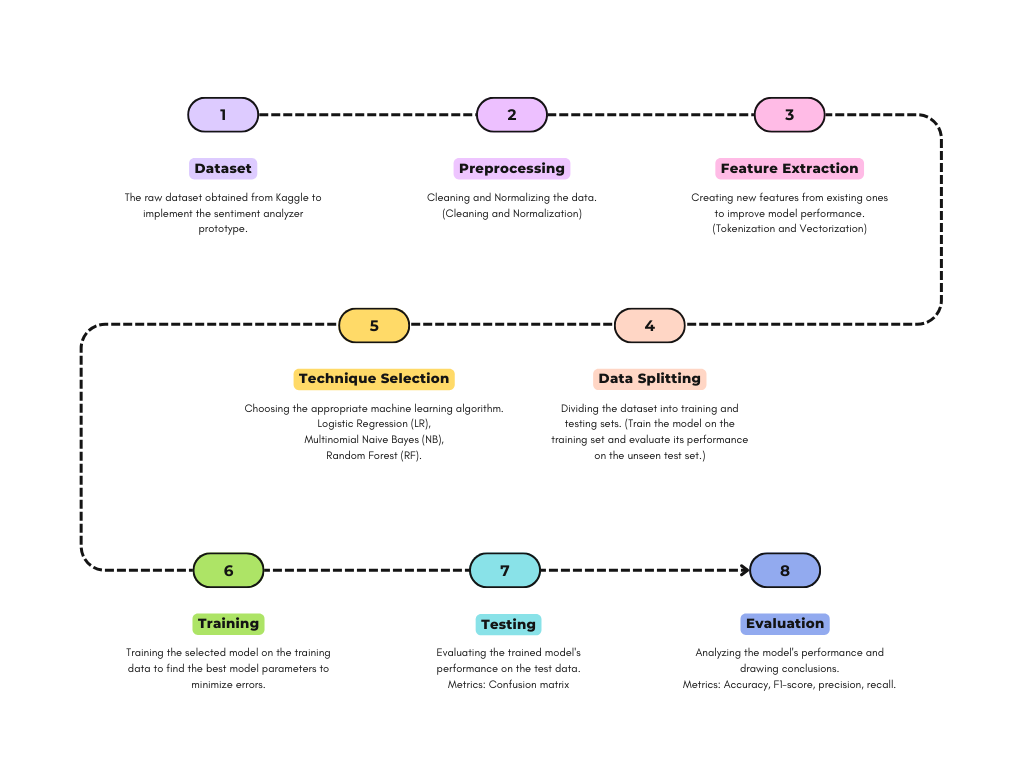 1
Dataset
The raw dataset obtained from Kaggle to
implement the sentiment analyzer
prototype.
2
Preprocessing
Cleaning and Normalizing the data.
(Cleaning and Normalization)
3
Feature Extraction
Creating new features from existing ones
to improve model performance.
(Tokenization and Vectorization)
4
Data Splitting
Dividing the dataset into training and
testing sets. (Train the model on the
training set and evaluate its performance
on the unseen test set.)
5
Technique Selection
Choosing the appropriate machine learning algorithm.
Logistic Regression (LR),
Multinomial Naive Bayes (NB),
Random Forest (RF).
6
Training
Training the selected model on the training
data to find the best model parameters to
minimize errors.
7
Testing
Evaluating the trained model's
performance on the test data.
Metrics: Confusion matrix
8
Evaluation
Analyzing the model's performance and
drawing conclusions.
Metrics: Accuracy, F1-score, precision, recall.